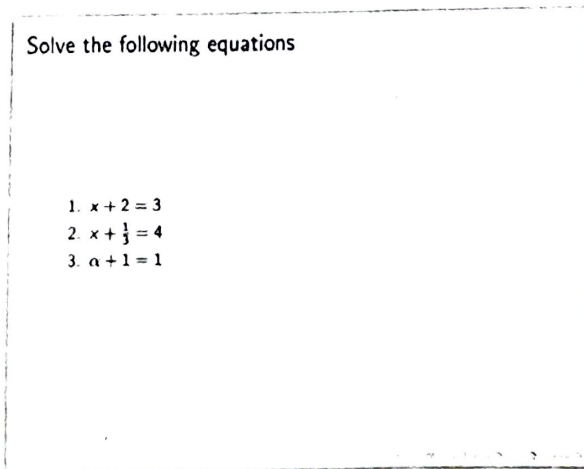 Solve the following equations
1. x + 2 = 3
2. x + 1/3 = 4
3. α + 1 = 1